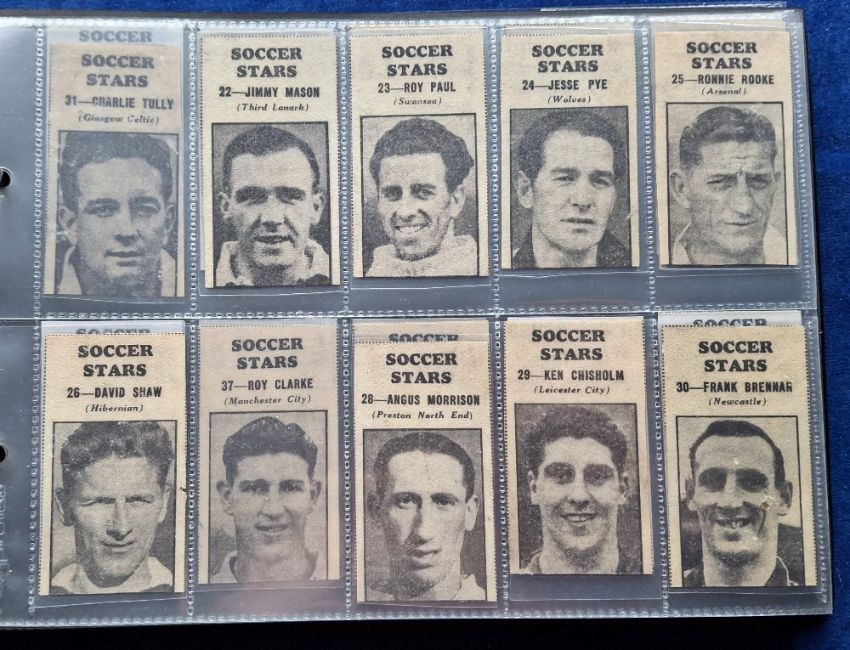 SOCCER
SOCCER
STARS
31—CHARLIE TULLY
(Glasgow Celtic)
SOCCER
STARS
22—JIMMY MASON
(Third Lanark)
SOCCER
STARS
23—ROY PAUL
(Swansea)
SOCCER
STARS
24—JESSE PYE
(Wolves)
SOCCER
STARS
25—RONNIE ROOKE
(Arsenal)
SOCCER
SOCCER
STARS
26—DAVID SHAW
(Hibernian)
SOCCER
STARS
37—ROY CLARKE
(Manchester City)
SOCCER
SOCCER
STARS
28—ANGUS MORRISON
(Preston North End)
SOCCER
STARS
29—KEN CHISHOLM
(Leicester City)
SOCCER
SOCCER
STARS
30—FRANK BRENNAN
(Newcastle)